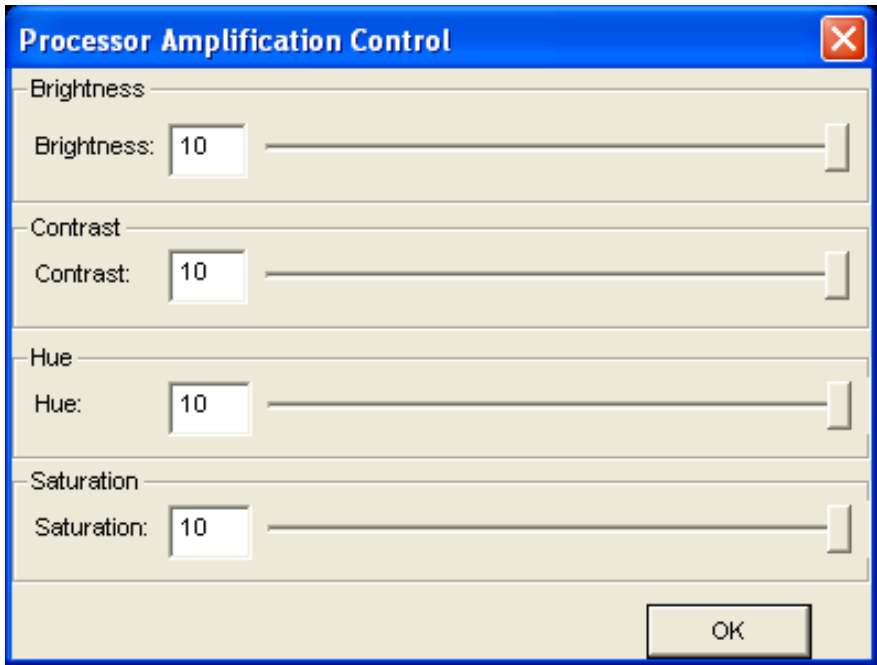 Processor Amplification Control
Brightness
Brightness: 10
Contrast
Contrast: 10
Hue
Hue: 10
Saturation
Saturation: 10
OK